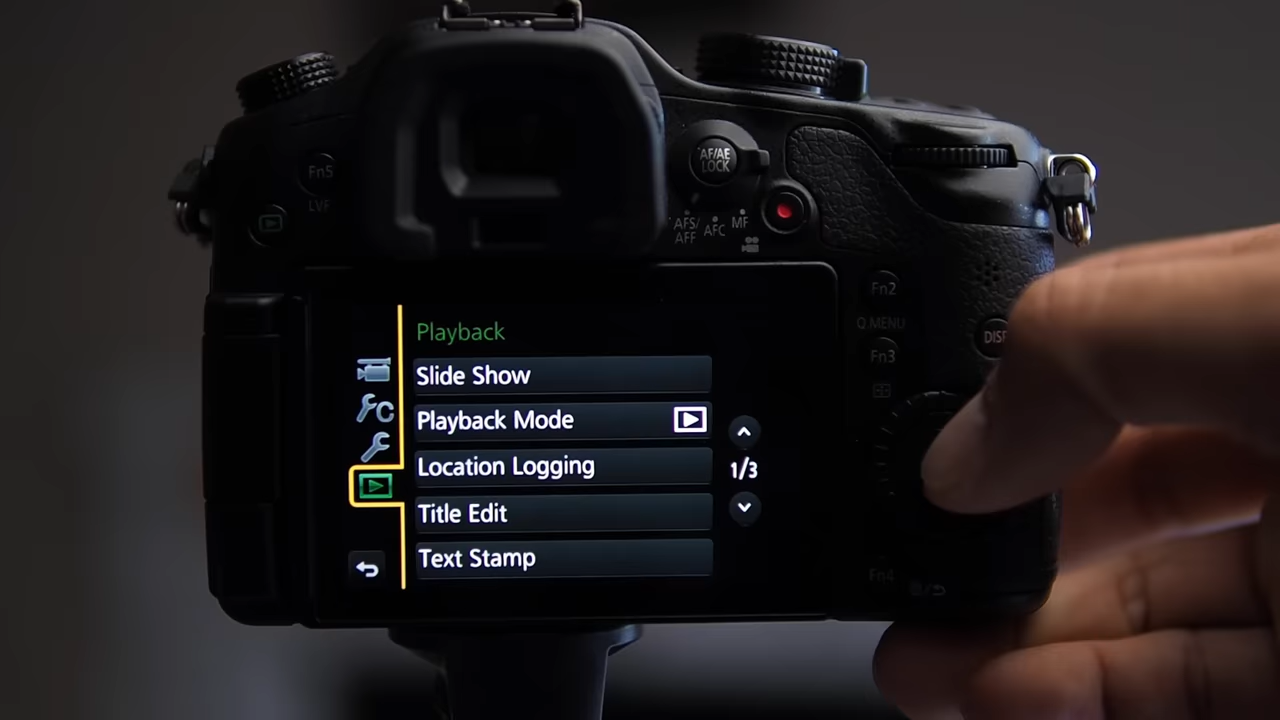 Fn5
LVF
AF/AE
LOCK
AFS/
AFF
AFC
MF
Fn2
Q.MENU
Fn3
Fn4
Playback
Slide Show
Playback Mode
Location Logging
Title Edit
Text Stamp
1/3
C